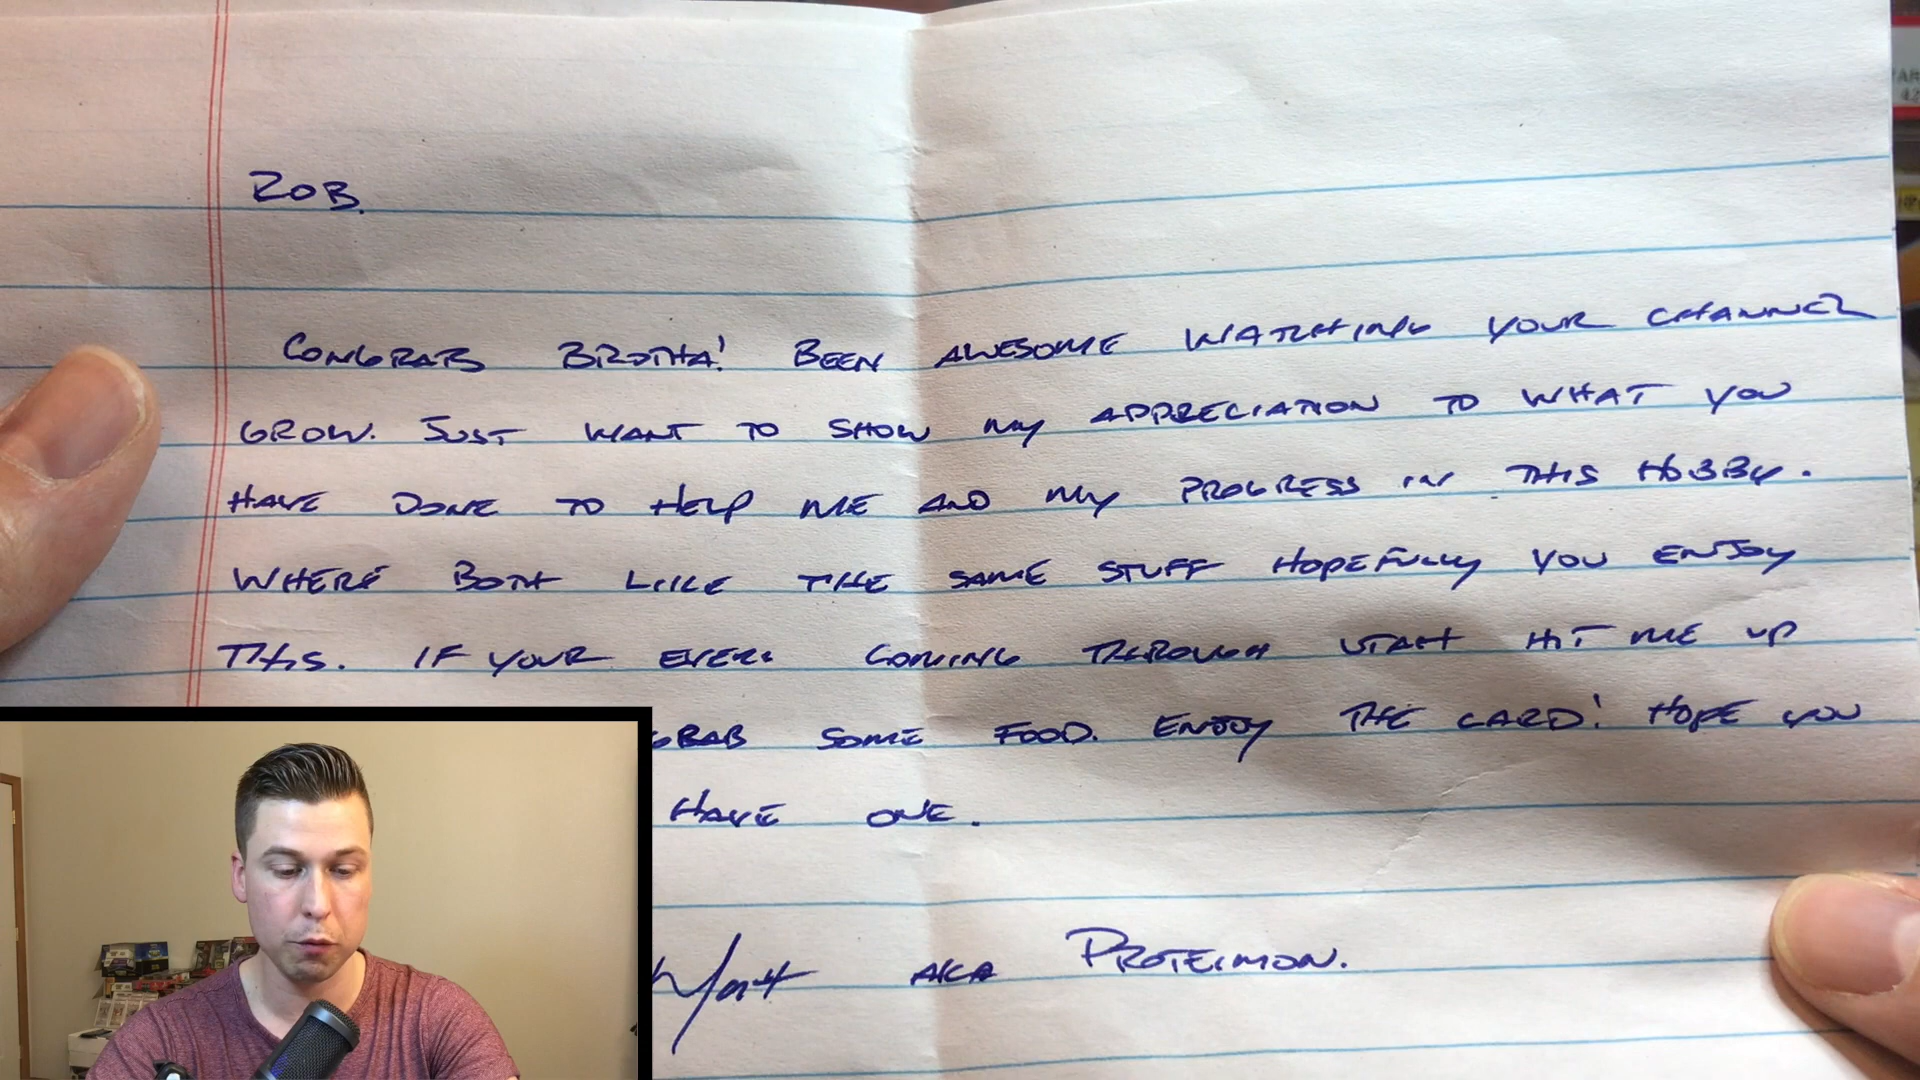 ROB.
CONGRATS BROTHA! BEEN AWESOME WATCHING YOUR CHANNEL
GROW. JUST WANT TO SHOW MY APPRECIATION TO WHAT YOU
HAVE DONE TO HELP ME AND MY PROGRESS IN THIS HOBBY.
WHERE BOTH LIKE THE SAME STUFF HOPEFULLY YOU ENJOY
THIS. IF YOUR EVER COMING THROUGH UTAH HIT ME UP
GRAB SOME FOOD. ENJOY THE CARD! HOPE YOU
HAVE ONE.
AKA PROTEIMON.